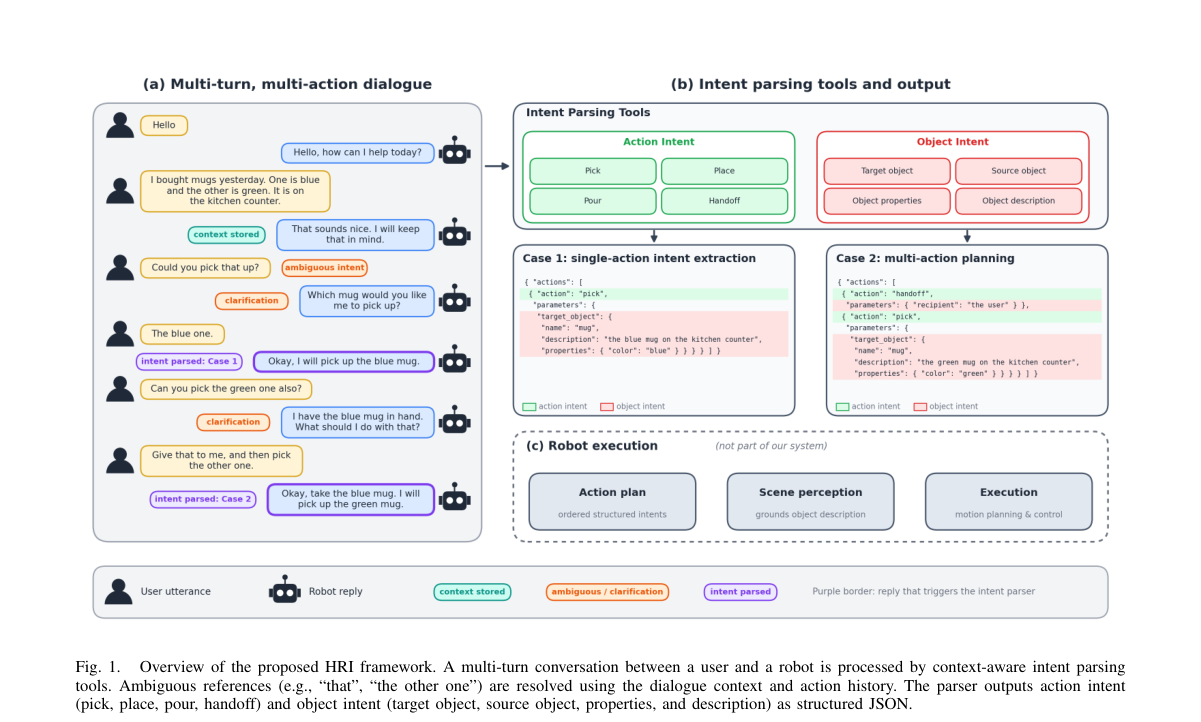 (a) Multi-turn, multi-action dialogue
Hello
Hello, how can I help today?
I bought mugs yesterday. One is blue
and the other is green. It is on
the kitchen counter.
context stored
That sounds nice. I will keep
that in mind.
Could you pick that up?
ambiguous intent
clarification
Which mug would you like
me to pick up?
The blue one.
intent parsed: Case 1
Okay, I will pick up the blue mug.
Can you pick the green one also?
clarification
I have the blue mug in hand.
What should I do with that?
Give that to me, and then pick
the other one.
intent parsed: Case 2
Okay, take the blue mug. I will
pick up the green mug.
(b) Intent parsing tools and output
Intent Parsing Tools
Action Intent
Pick
Place
Pour
Handoff
Object Intent
Target object
Source object
Object properties
Object description
Case 1: single-action intent extraction
{ "actions": [
{ "action": "pick",
"parameters": {
"target_object": {
"name": "mug",
"description": "the blue mug on the kitchen counter",
"properties": { "color": "blue" } } } } ] }
action intent
object intent
Case 2: multi-action planning
{ "actions": [
{ "action": "handoff",
"parameters": { "recipient": "the user" } },
{ "action": "pick",
"parameters": {
"target_object": {
"name": "mug",
"description": "the green mug on the kitchen counter",
"properties": { "color": "green" } } } } ] }
action intent
object intent
(c) Robot execution
(not part of our system)
Action plan
ordered structured intents
Scene perception
grounds object description
Execution
motion planning & control
User utterance
Robot reply
context stored
ambiguous / clarification
intent parsed
Purple border: reply that triggers the intent parser
Fig. 1. Overview of the proposed HRI framework. A multi-turn conversation between a user and a robot is processed by context-aware intent parsing
tools. Ambiguous references (e.g., “that”, “the other one”) are resolved using the dialogue context and action history. The parser outputs action intent
(pick, place, pour, handoff) and object intent (target object, source object, properties, and description) as structured JSON.